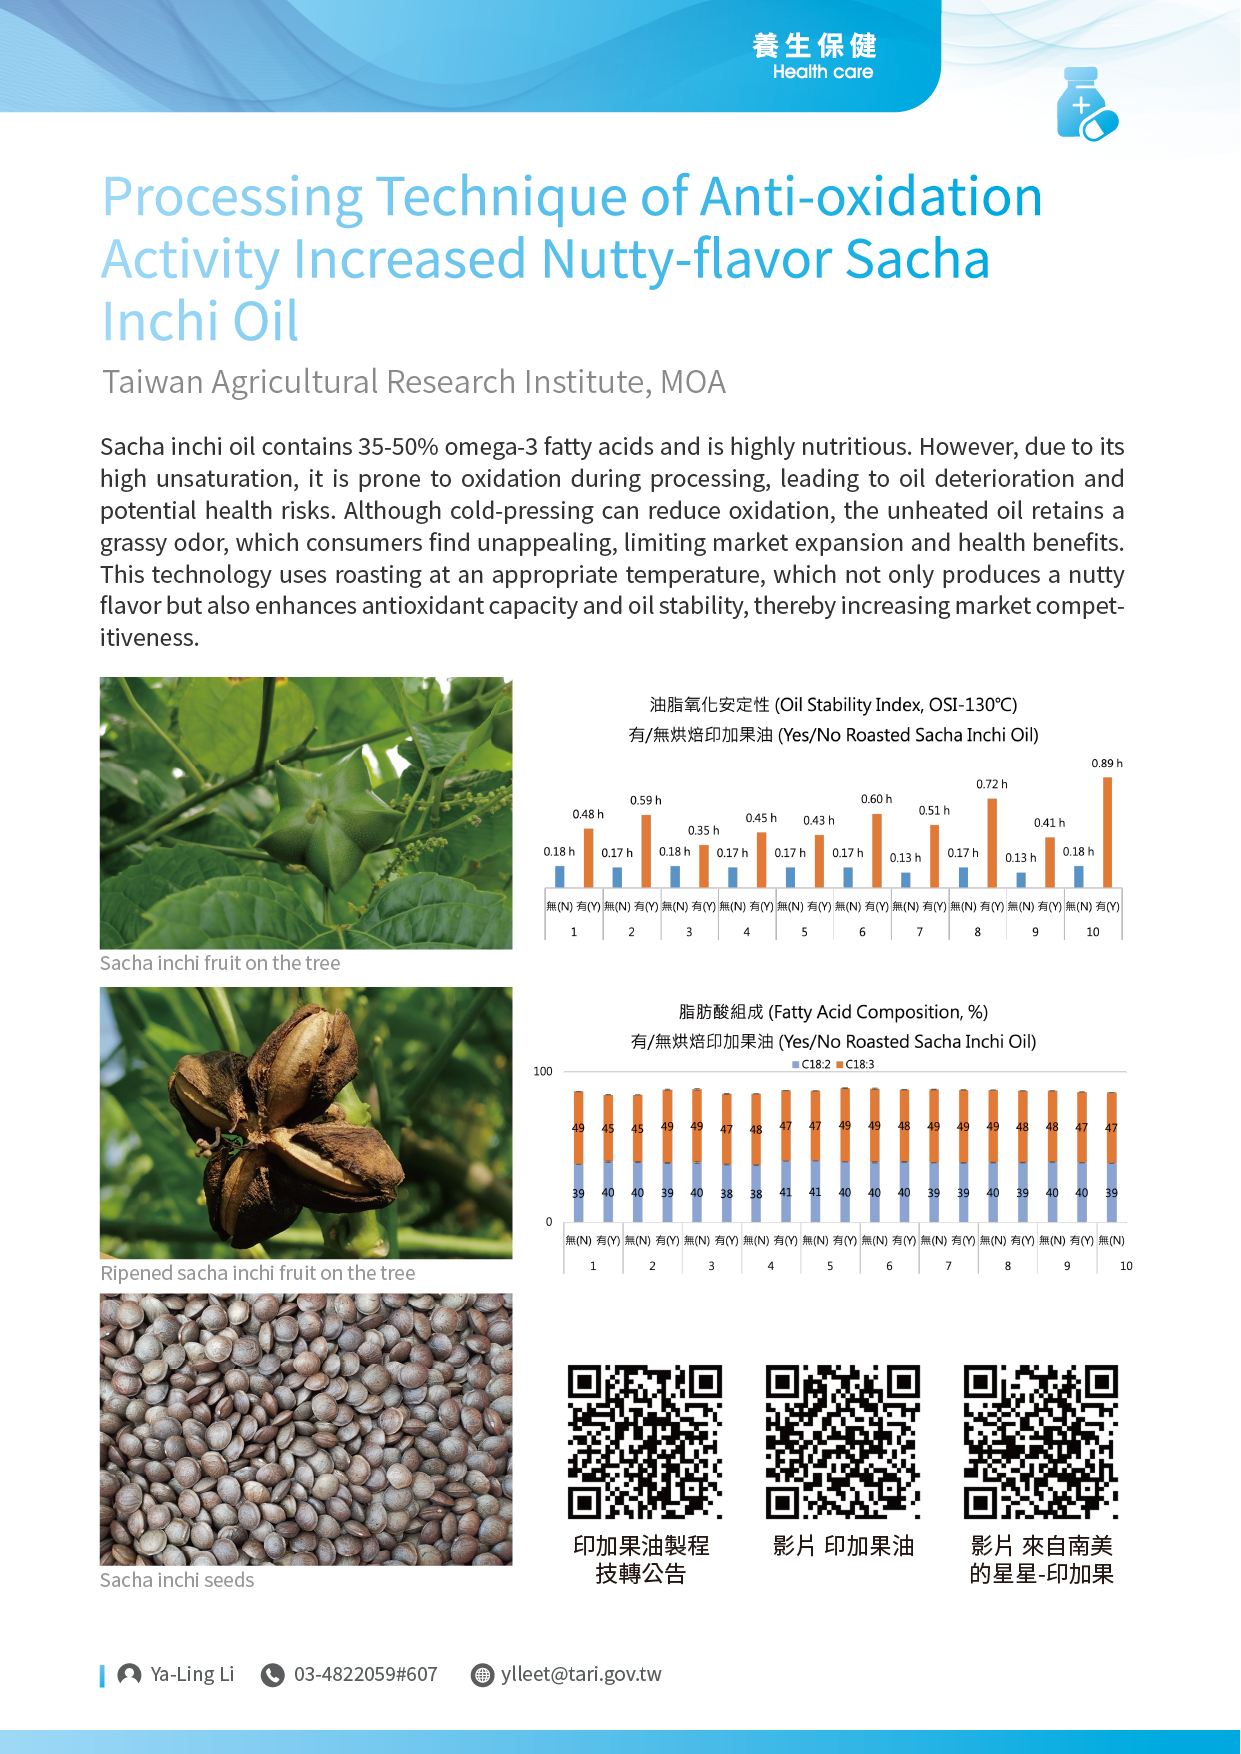 養生保健
Health care
Processing Technique of Anti-oxidation
Activity Increased Nutty-flavor Sacha
Inchi Oil
Taiwan Agricultural Research Institute, MOA
Sacha inchi oil contains 35-50% omega-3 fatty acids and is highly nutritious. However, due to its
high unsaturation, it is prone to oxidation during processing, leading to oil deterioration and
potential health risks. Although cold-pressing can reduce oxidation, the unheated oil retains a
grassy odor, which consumers find unappealing, limiting market expansion and health benefits.
This technology uses roasting at an appropriate temperature, which not only produces a nutty
flavor but also enhances antioxidant capacity and oil stability, thereby increasing market compet-
itiveness.
Sacha inchi fruit on the tree
油脂氧化安定性 (Oil Stability Index, OSI-130℃)
有/無烘焙印加果油 (Yes/No Roasted Sacha Inchi Oil)
0.18 h 0.48 h 0.17 h 0.59 h 0.18 h 0.35 h 0.17 h 0.45 h 0.17 h 0.43 h 0.17 h 0.60 h 0.13 h 0.51 h 0.17 h 0.72 h 0.13 h 0.41 h 0.18 h 0.89 h
無(N) 有(Y) 無(N) 有(Y) 無(N) 有(Y) 無(N) 有(Y) 無(N) 有(Y) 無(N) 有(Y) 無(N) 有(Y) 無(N) 有(Y) 無(N) 有(Y) 無(N) 有(Y)
1 2 3 4 5 6 7 8 9 10
Ripened sacha inchi fruit on the tree
脂肪酸組成 (Fatty Acid Composition, %)
有/無烘焙印加果油 (Yes/No Roasted Sacha Inchi Oil)
C18:2 C18:3
100
49 45 45 49 49 47 48 47 47 49 49 48 49 49 49 48 48 47 47
39 40 40 39 40 38 38 41 41 40 40 40 39 39 40 39 40 40 39
0
無(N) 有(Y) 無(N) 有(Y) 無(N) 有(Y) 無(N) 有(Y) 無(N) 有(Y) 無(N) 有(Y) 無(N) 有(Y) 無(N) 有(Y) 無(N) 有(Y) 無(N)
1 2 3 4 5 6 7 8 9 10
Sacha inchi seeds
印加果油製程
技轉公告
影片 印加果油
影片 來自南美
的星星-印加果
Ya-Ling Li 03-4822059#607 ylleet@tari.gov.tw